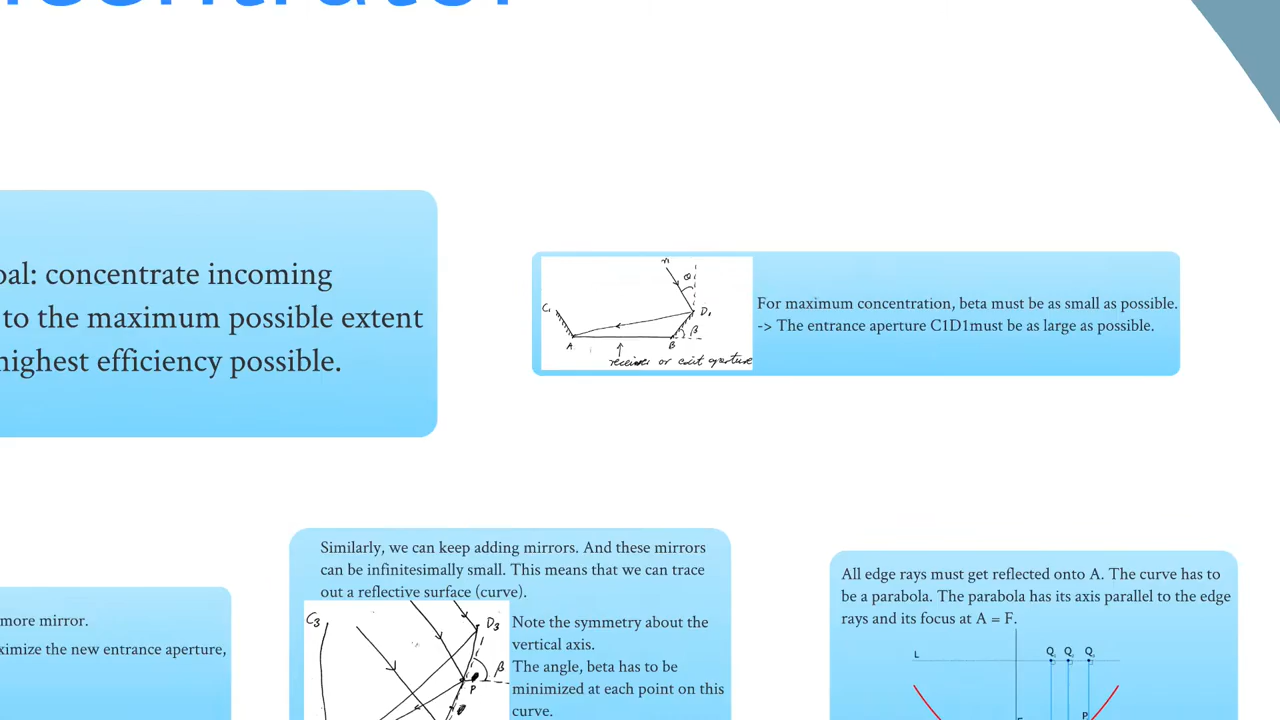 oal: concentrate incoming
to the maximum possible extent
highest efficiency possible.
C₁
θ
D₁
β
A
B
receiver or exit aperture
For maximum concentration, beta must be as small as possible.
-> The entrance aperture C1D1must be as large as possible.
more mirror.
ximize the new entrance aperture,
Similarly, we can keep adding mirrors. And these mirrors
can be infinitesimally small. This means that we can trace
out a reflective surface (curve).
C₃
D₃
β
P
Note the symmetry about the
vertical axis.
The angle, beta has to be
minimized at each point on this
curve.
All edge rays must get reflected onto A. The curve has to
be a parabola. The parabola has its axis parallel to the edge
rays and its focus at A = F.
L
Q
Q
Q
P